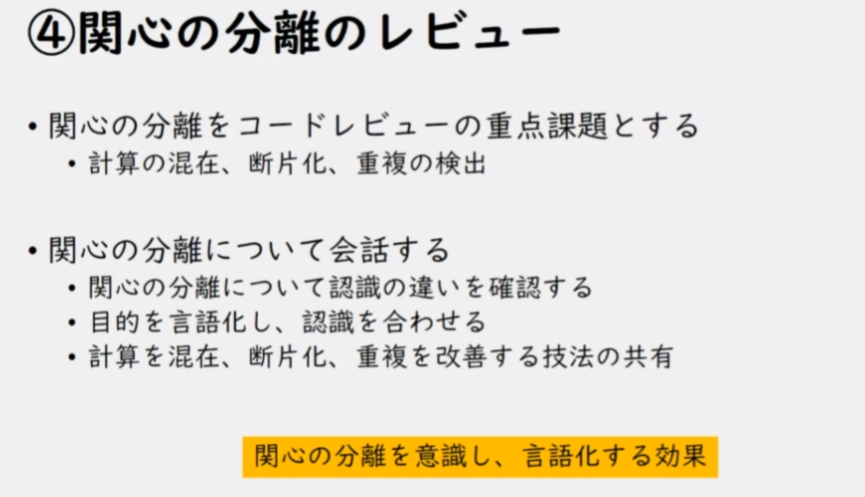 ④関心の分離のレビュー
• 関心の分離をコードレビューの重点課題とする
• 計算の混在、断片化、重複の検出
• 関心の分離について会話する
• 関心の分離について認識の違いを確認する
• 目的を言語化し、認識を合わせる
• 計算を混在、断片化、重複を改善する技法の共有
関心の分離を意識し、言語化する効果